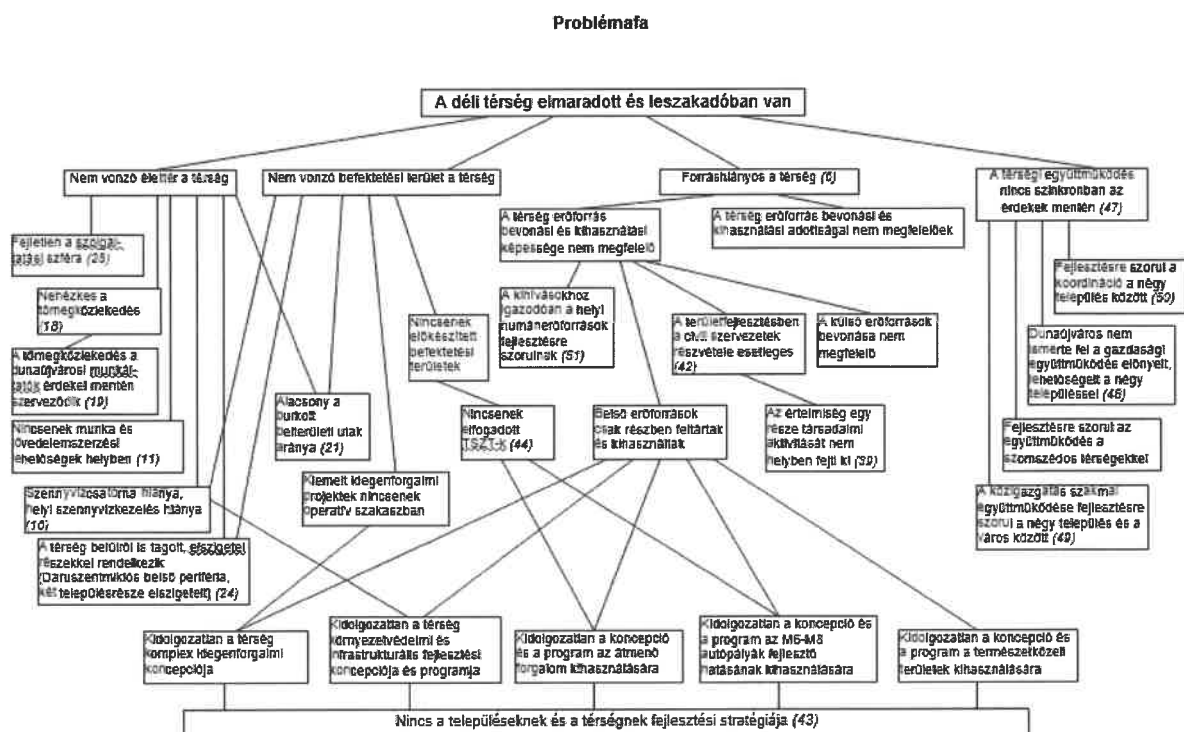 Problémafa
A déli térség elmaradott és leszakadóban van
Nem vonzó élettér a térség
Nem vonzó befektetési terület a térség
Forráshiányos a térség (6)
A térségi együttműködés
nincs szinkronban az
érdekek mentén (47)
A térség erőforrás
bevonási és kihasználási
képessége nem megfelelő
A térség erőforrás bevonási és
kihasználási adottságai nem megfelelőek
Fejletlen a szolgál-
tatási szféra (25)
Fejlesztésre szorul a
koordináció a négy
település között (50)
Nehézkes a
tömegközlekedés
(18)
Nincsenek
előkészített
befektetési
területek
A kihívásokhoz
igazodóan a helyi
humánerőforrások
fejlesztésre
szorulnak (51)
A területfejlesztésben
a civil szervezetek
részvétele esetleges
(42)
A külső erőforrások
bevonása nem
megfelelő
Dunaújváros nem
ismerte fel a gazdasági
együttműködés előnyeit,
lehetőségeit a négy
településsel (48)
A tömegközlekedés a
dunaújvárosi munkál-
tatók érdekei mentén
szerveződik (19)
Alacsony a
burkolt
belterületi utak
aránya (21)
Nincsenek
elfogadott
TSZT-k (44)
Belső erőforrások
csak részben feltártak
és kihasználtak
Az értelmiség egy
része társadalmi
aktivitását nem
helyben fejti ki (39)
Nincsenek munka és
jövedelemszerzési
lehetőségek helyben (11)
Fejlesztésre szorul az
együttműködés a
szomszédos térségekkel
Kiemelt idegenforgalmi
projektek nincsenek
operatív szakaszban
Szennyvízcsatorna hiánya,
helyi szennyvízkezelés hiánya
(16)
A közigazgatás szakmai
együttműködése fejlesztésre
szorul a négy település és a
város között (49)
A térség belülről is tagolt, elszigetel
részekkel rendelkezik
(Daruszentmiklós belső periféria,
két településrésze elszigetelt) (24)
Kidolgozatlan a térség
komplex idegenforgalmi
koncepciója
Kidolgozatlan a térség
környezetvédelmi és
infrastrukturális fejlesztési
koncepciója és programja
Kidolgozatlan a koncepció
és a program az átmenő
forgalom kihasználására
Kidolgozatlan a koncepció és
a program az M6-M8
autópályák fejlesztő
hatásának kihasználására
Kidolgozatlan a koncepció és
a program a természetközeli
területek kihasználására
Nincs a településeknek és a térségnek fejlesztési stratégiája (43)